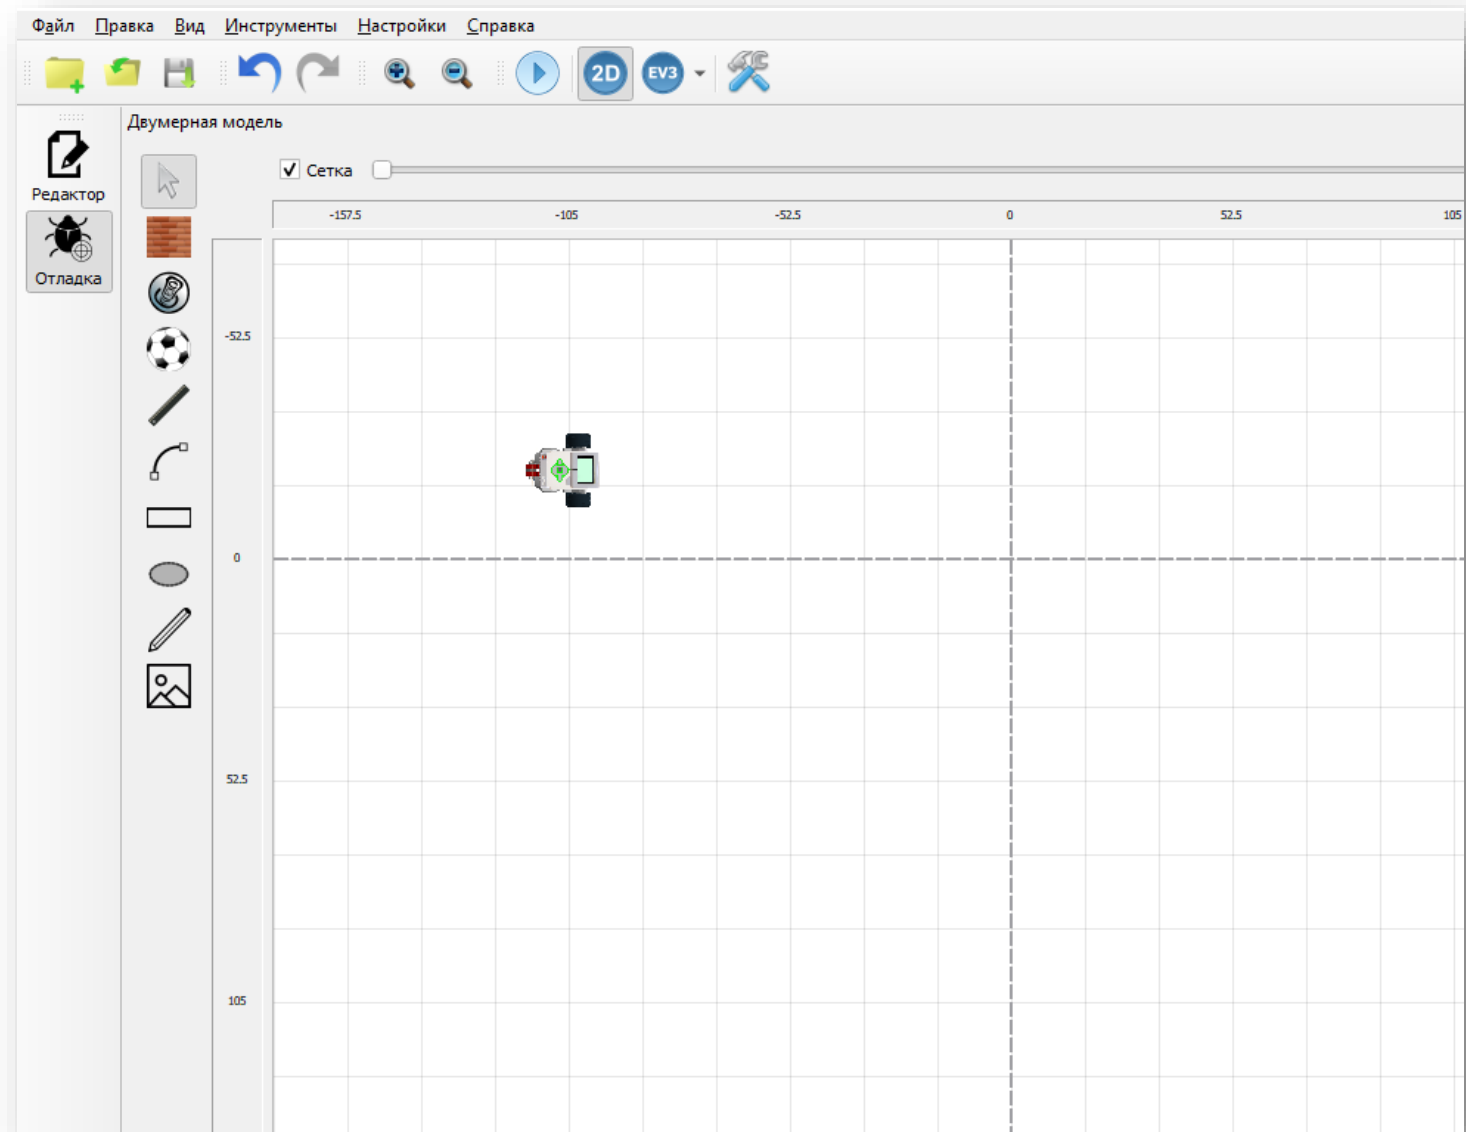 Файл Правка Вид Инструменты Настройки Справка
2D EV3
Двумерная модель
Редактор
Отладка
Сетка
-157.5 -105 -52.5 0 52.5 105
-52.5
0
52.5
105